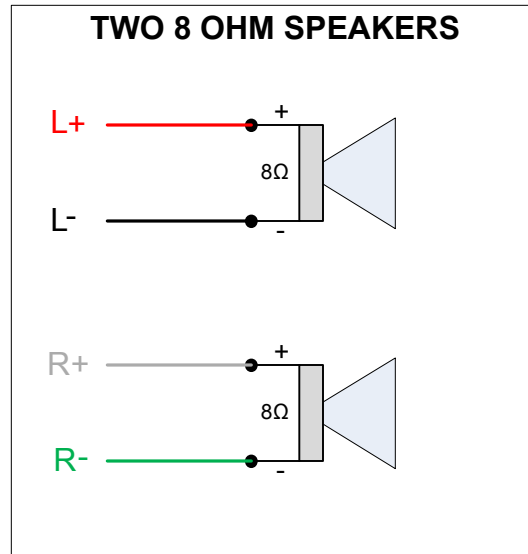 TWO 8 OHM SPEAKERS
+
L+
8Ω
L-
-
+
R+
8Ω
R-
-